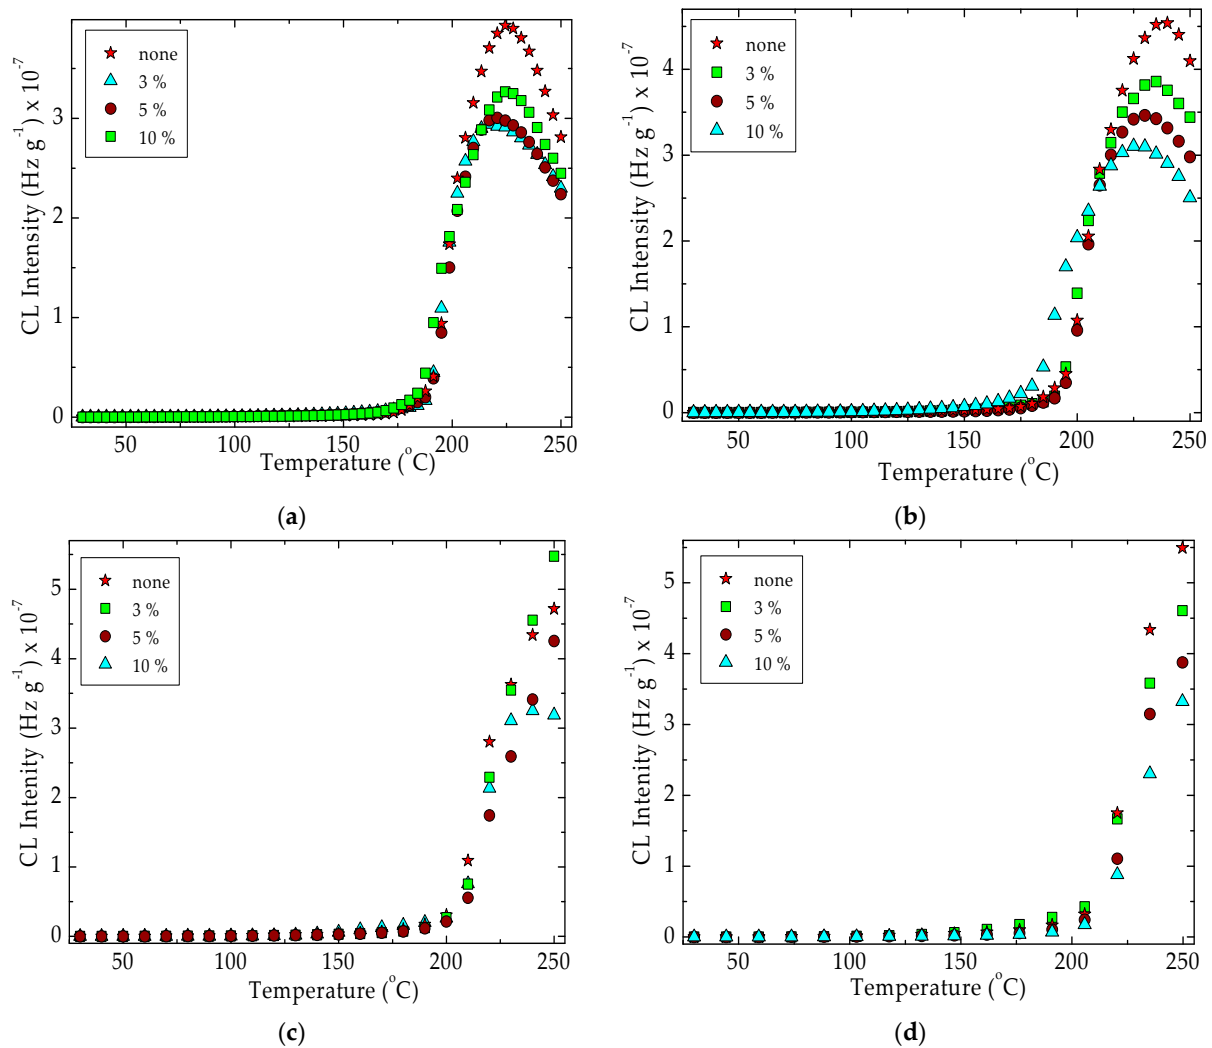 none
3 %
5 %
10 %
CL Intensity (Hz g⁻¹) x 10⁻⁷
4
3
2
1
0
50 100 150 200 250
Temperature (°C)
(a)
none
3 %
5 %
10 %
CL Intensity (Hz g⁻¹) x 10⁻⁷
4
3
2
1
0
50 100 150 200 250
Temperature (°C)
(b)
none
3 %
5 %
10 %
CL Intenity (Hz g⁻¹) x 10⁻⁷
5
4
3
2
1
0
50 100 150 200 250
Temperature (°C)
(c)
none
3 %
5 %
10 %
CL Intenity (Hz g⁻¹) x 10⁻⁷
5
4
3
2
1
0
50 100 150 200 250
Temperature (°C)
(d)